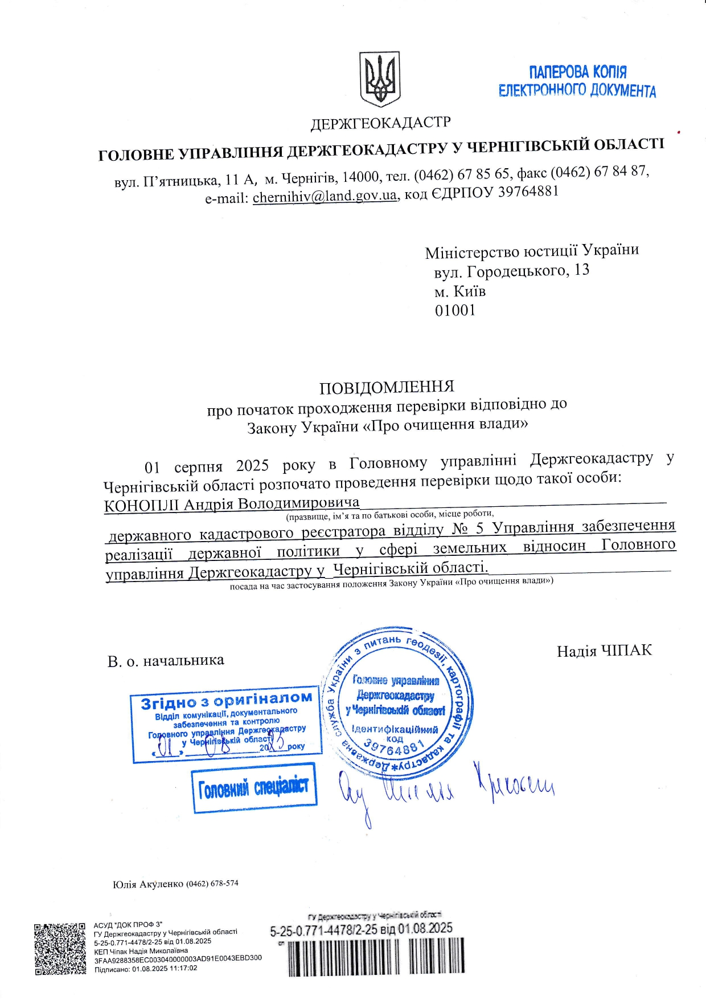 ПАПЕРОВА КОПІЯ
ЕЛЕКТРОННОГО ДОКУМЕНТА
ДЕРЖГЕОКАДАСТР
ГОЛОВНЕ УПРАВЛІННЯ ДЕРЖГЕОКАДАСТРУ У ЧЕРНІГІВСЬКІЙ ОБЛАСТІ
вул. П’ятницька, 11 А, м. Чернігів, 14000, тел. (0462) 67 85 65, факс (0462) 67 84 87,
e-mail: chernihiv@land.gov.ua, код ЄДРПОУ 39764881
Міністерство юстиції України
вул. Городецького, 13
м. Київ
01001
ПОВІДОМЛЕННЯ
про початок проходження перевірки відповідно до
Закону України «Про очищення влади»
01 серпня 2025 року в Головному управлінні Держгеокадастру у
Чернігівській області розпочато проведення перевірки щодо такої особи:
КОНОПЛІ Андрія Володимировича
(празвище, ім’я та по батькові особи, місце роботи,
державного кадастрового реєстратора відділу № 5 Управління забезпечення
реалізації державної політики у сфері земельних відносин Головного
управління Держгеокадастру у Чернігівській області.
посада на час застосування положення Закону України «Про очищення влади»)
В. о. начальника
Надія ЧІПАК
Державна служба України з питань геодезії, картографії та кадастру*
Головне управління
Держгеокадастру
у Чернігівській області
Ідентифікаційний
код
39764881
Згідно з оригіналом
Відділ комунікації, документального
забезпечення та контролю
Головного управління Держгеокадастру
у Чернігівській області
«01» 08 2025 року
Головний спеціаліст
Юлія Акуленко (0462) 678-574
АСУД "ДОК ПРОФ 3"
ГУ Держгеокадастру у Чернігівській області
5-25-0.771-4478/2-25 від 01.08.2025
КЕП Чіпак Надія Миколаївна
3FAA9288358EC003040000003AD91E0043EBD300
Підписано: 01.08.2025 11:17:02
ГУ Держгеокадастру у Чернігівській області
5-25-0.771-4478/2-25 від 01.08.2025